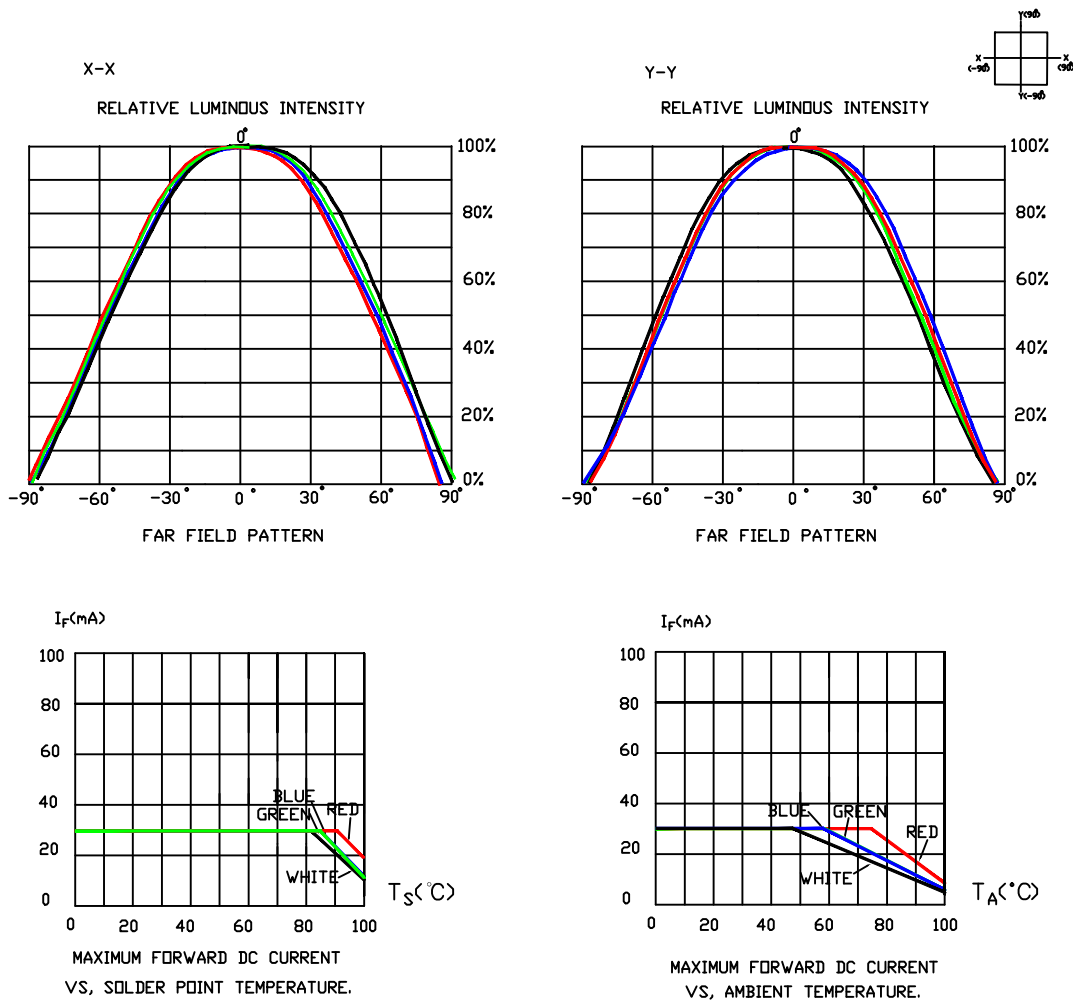 Y(90°)
X X
(-90°) (90°)
Y(-90°)
X-X
RELATIVE LUMINOUS INTENSITY
0°
100%
80%
60%
40%
20%
0%
-90° -60° -30° 0° 30° 60° 90°
FAR FIELD PATTERN
Y-Y
RELATIVE LUMINOUS INTENSITY
0°
100%
80%
60%
40%
20%
0%
-90° -60° -30° 0° 30° 60° 90°
FAR FIELD PATTERN
IF(mA)
100
80
60
40
20
0
BLUE
GREEN RED
WHITE
0 20 40 60 80 100
TS(°C)
MAXIMUM FORWARD DC CURRENT
VS, SOLDER POINT TEMPERATURE.
IF(mA)
100
80
60
40
20
0
BLUE GREEN
RED
WHITE
0 20 40 60 80 100
TA(°C)
MAXIMUM FORWARD DC CURRENT
VS, AMBIENT TEMPERATURE.